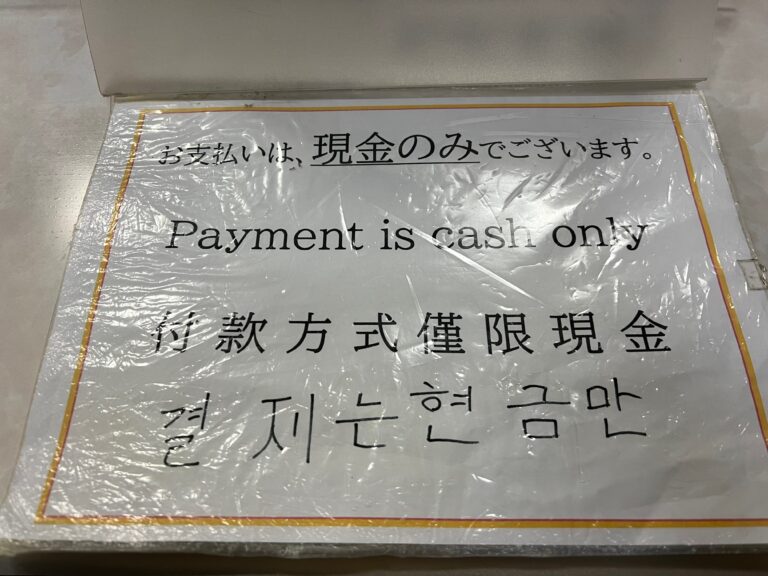 お支払いは、現金のみでございます。
Payment is cash only
付款方式僅限現金
결 제는현 금만